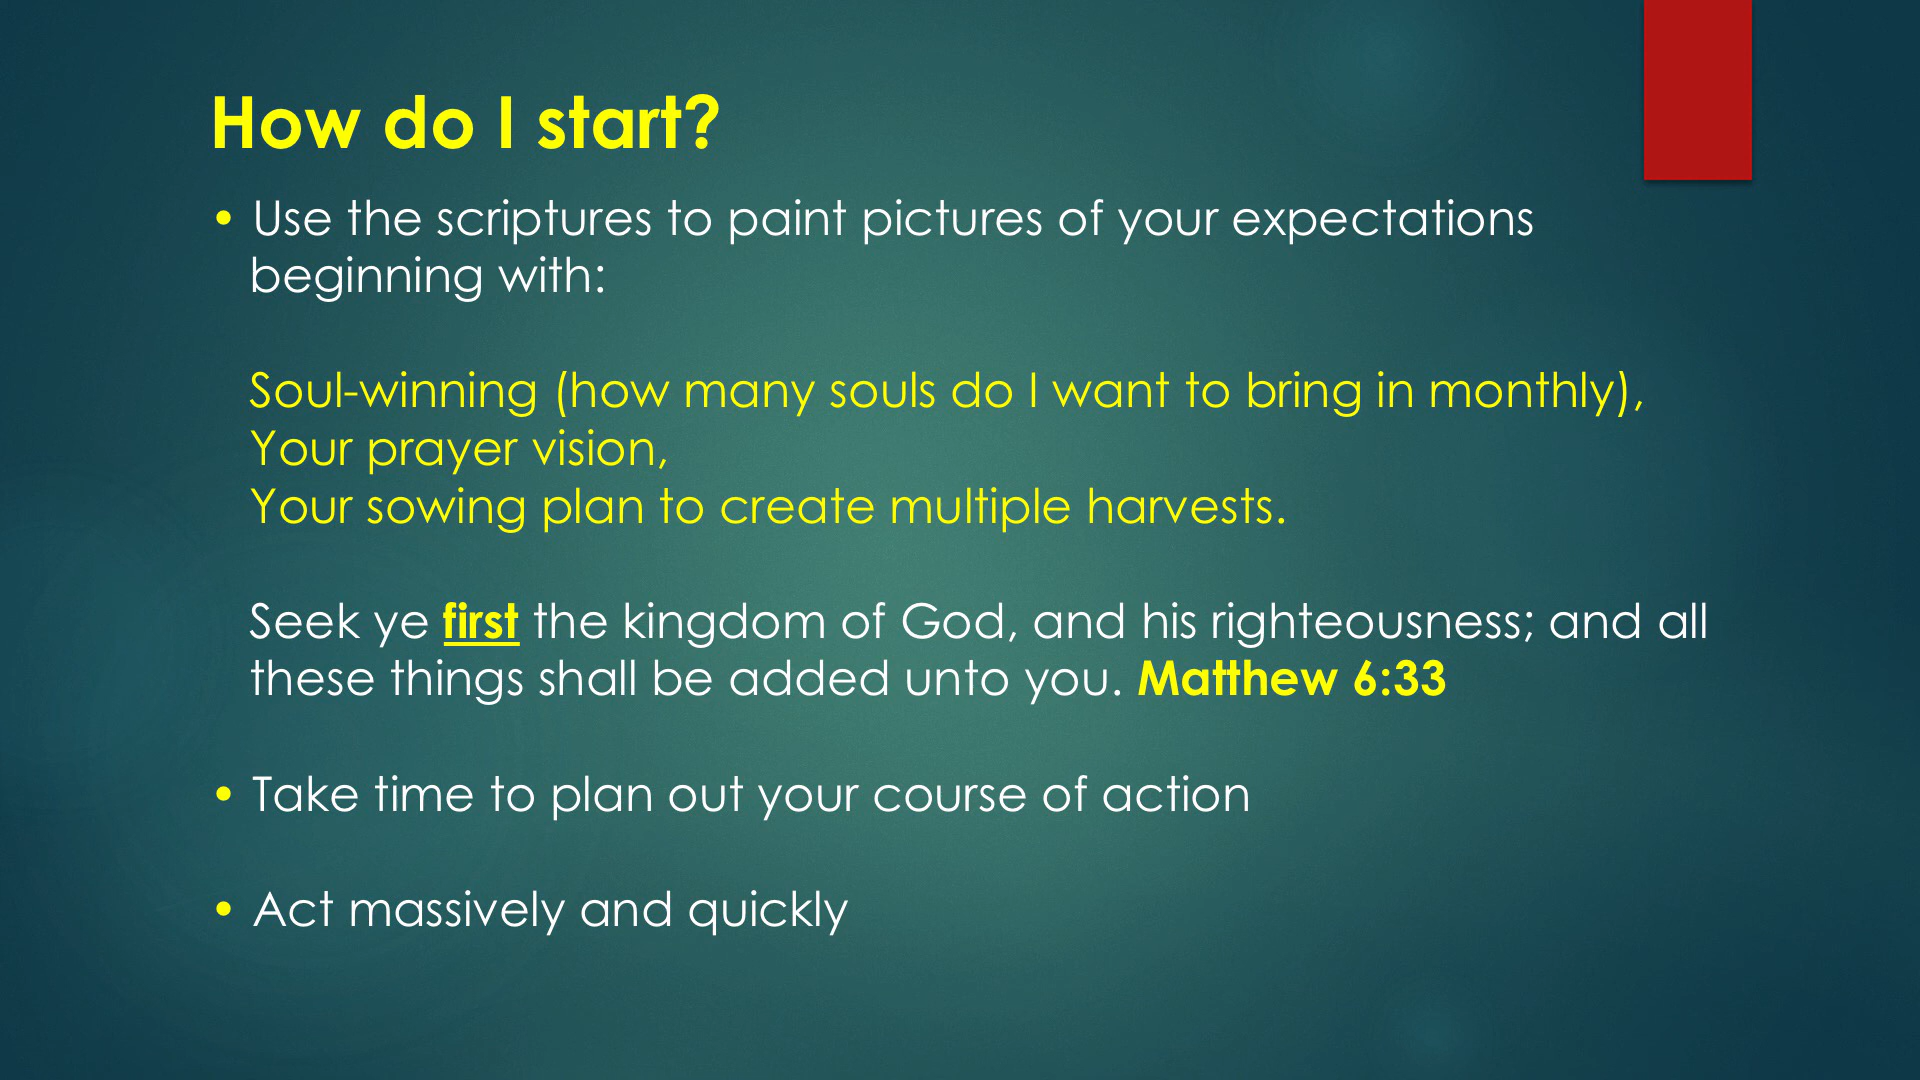 How do I start?
• Use the scriptures to paint pictures of your expectations
beginning with:
Soul-winning (how many souls do I want to bring in monthly),
Your prayer vision,
Your sowing plan to create multiple harvests.
Seek ye first the kingdom of God, and his righteousness; and all
these things shall be added unto you. Matthew 6:33
• Take time to plan out your course of action
• Act massively and quickly